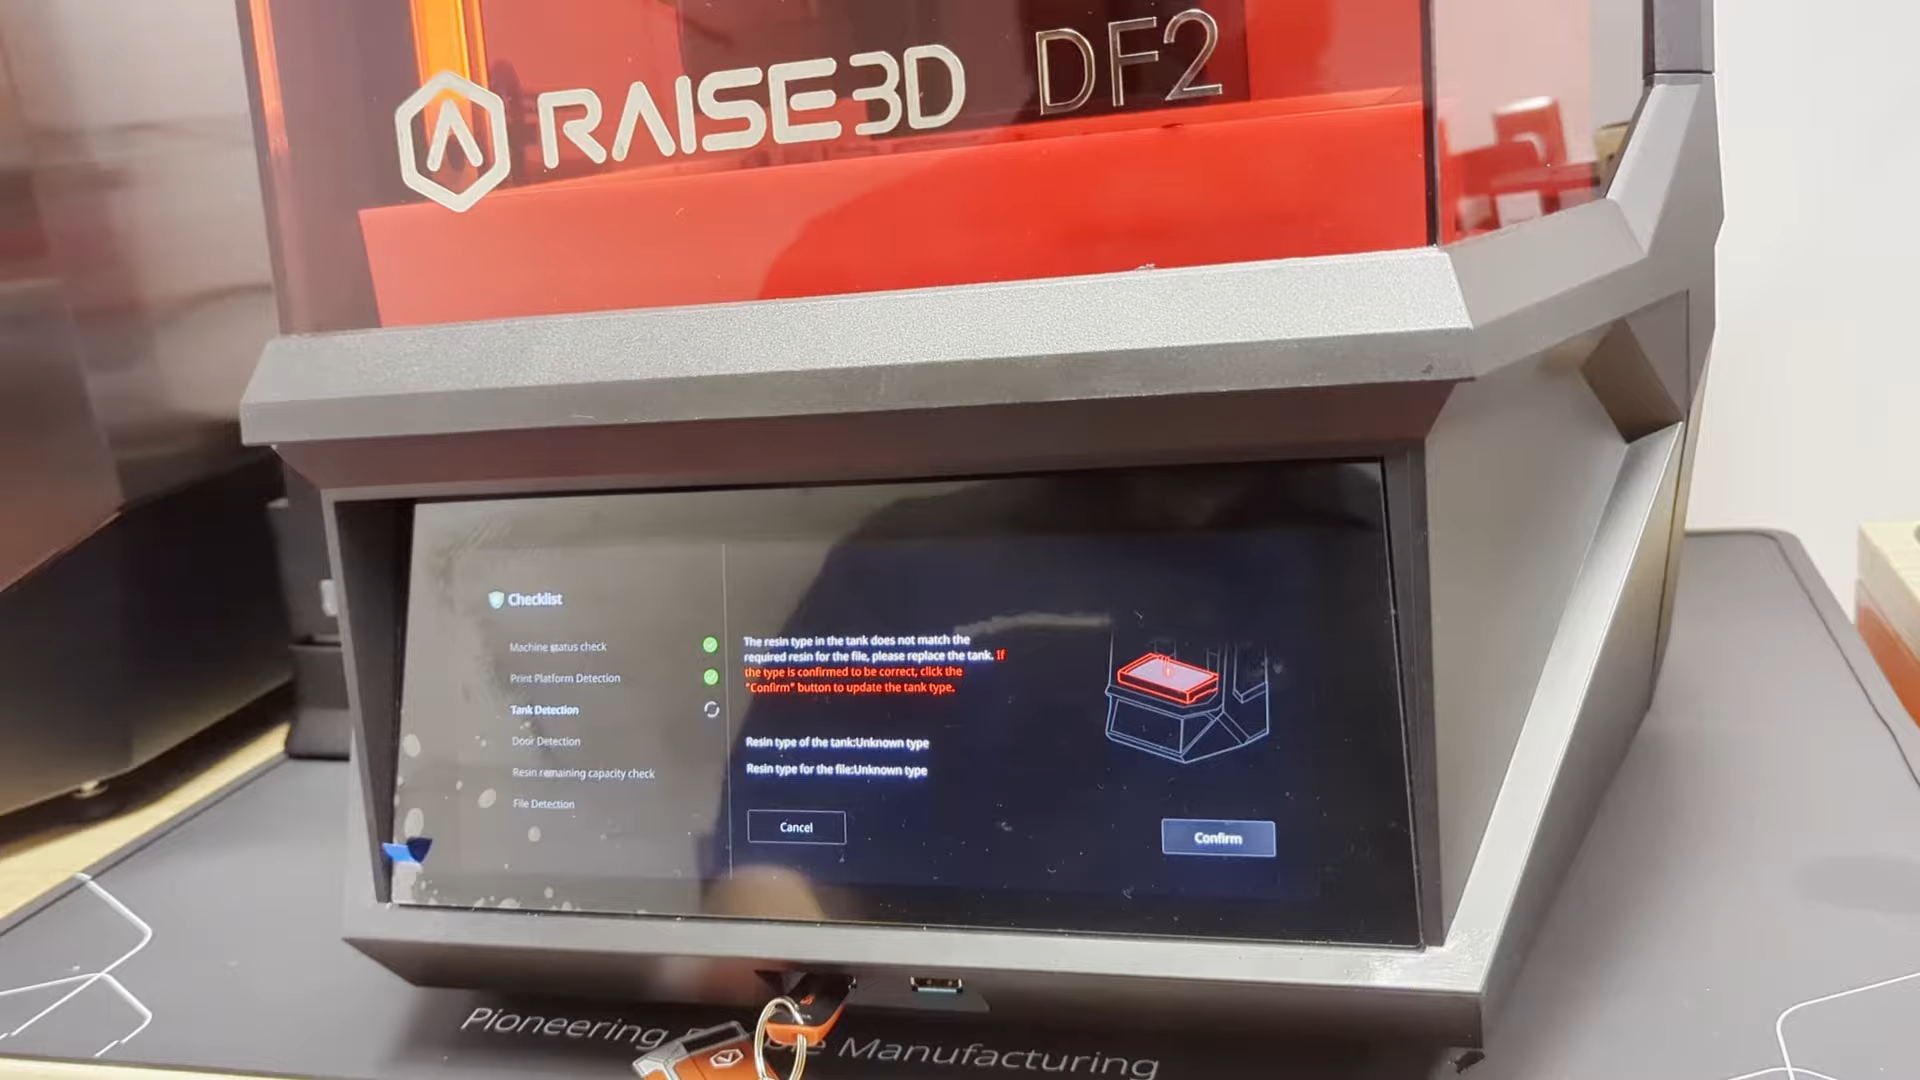 RAISE3D DF2
Checklist
Machine status check
Print Platform Detection
Tank Detection
Door Detection
Resin remaining capacity check
File Detection
The resin type in the tank does not match the
required resin for the file, please replace the tank. If
the type is confirmed to be correct, click the
"Confirm" button to update the tank type.
Resin type of the tank:Unknown type
Resin type for the file:Unknown type
Cancel
Confirm
Pioneering
Manufacturing